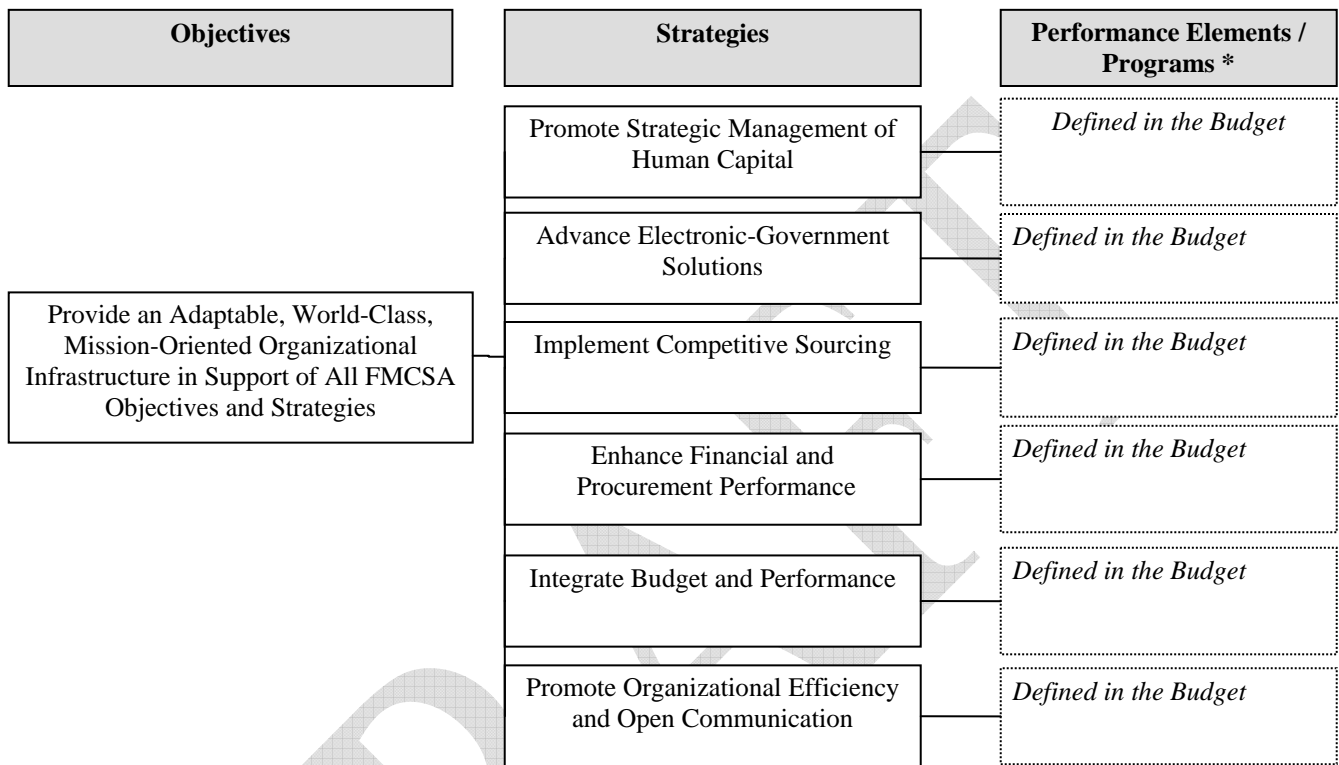 Objectives
Strategies
Performance Elements /
Programs *
Provide an Adaptable, World-Class,
Mission-Oriented Organizational
Infrastructure in Support of All FMCSA
Objectives and Strategies
Promote Strategic Management of
Human Capital
Defined in the Budget
Advance Electronic-Government
Solutions
Defined in the Budget
Implement Competitive Sourcing
Defined in the Budget
Enhance Financial and
Procurement Performance
Defined in the Budget
Integrate Budget and Performance
Defined in the Budget
Promote Organizational Efficiency
and Open Communication
Defined in the Budget